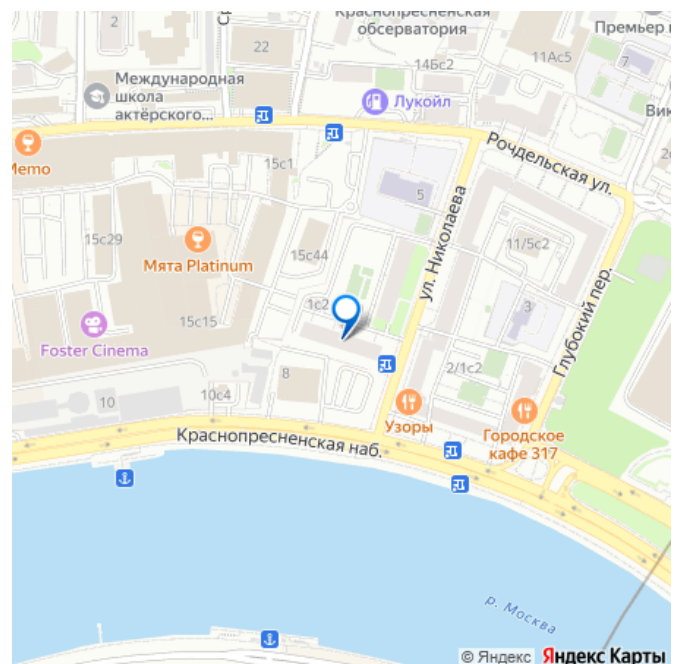 Краснопресненская
обсерватория
Премьер
22
2
14Бс2
11Ас5
7
Международная
школа
актёрского...
Лукойл
Вик
Memo
15с1
Рочдельская ул.
5
ул. Николаева
15с29
Мята Platinum
15с44
11/5с2
Глубокий пер.
1с2
3
15с15
Foster Cinema
8
2/1с2
10
10с4
Узоры
Городское
кафе 317
Краснопресненская наб.
р. Москва
© Яндекс Яндекс Карты